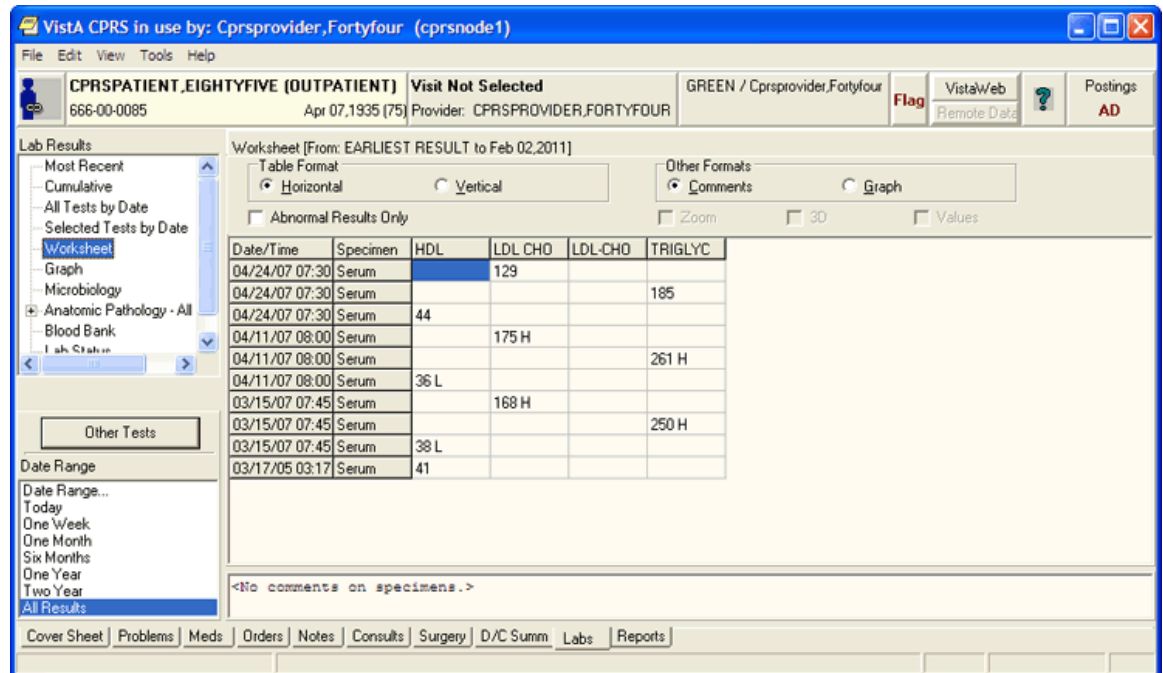 VistA CPRS in use by: Cprsprovider,Fortyfour (cprsnode1)
File Edit View Tools Help
CPRSPATIENT,EIGHTYFIVE (OUTPATIENT) Visit Not Selected GREEN / Cprsprovider,Fortyfour Flag VistaWeb ? Postings
666-00-0085 Apr 07,1935 (75) Provider: CPRSPROVIDER,FORTYFOUR Remote Data AD
Lab Results
Most Recent
Cumulative
All Tests by Date
Selected Tests by Date
Worksheet
Graph
Microbiology
Anatomic Pathology - All
Blood Bank
Lab Status
Other Tests
Date Range
Date Range...
Today
One Week
One Month
Six Months
One Year
Two Year
All Results
Worksheet [From: EARLIEST RESULT to Feb 02,2011]
Table Format Other Formats
Horizontal Vertical Comments Graph
Abnormal Results Only Zoom 3D Values
Date/Time Specimen HDL LDL CHO LDL-CHO TRIGLYC
04/24/07 07:30 Serum 129
04/24/07 07:30 Serum 185
04/24/07 07:30 Serum 44
04/11/07 08:00 Serum 175 H
04/11/07 08:00 Serum 261 H
04/11/07 08:00 Serum 36 L
03/15/07 07:45 Serum 168 H
03/15/07 07:45 Serum 250 H
03/15/07 07:45 Serum 38 L
03/17/05 03:17 Serum 41
<No comments on specimens.>
Cover Sheet Problems Meds Orders Notes Consults Surgery D/C Summ Labs Reports